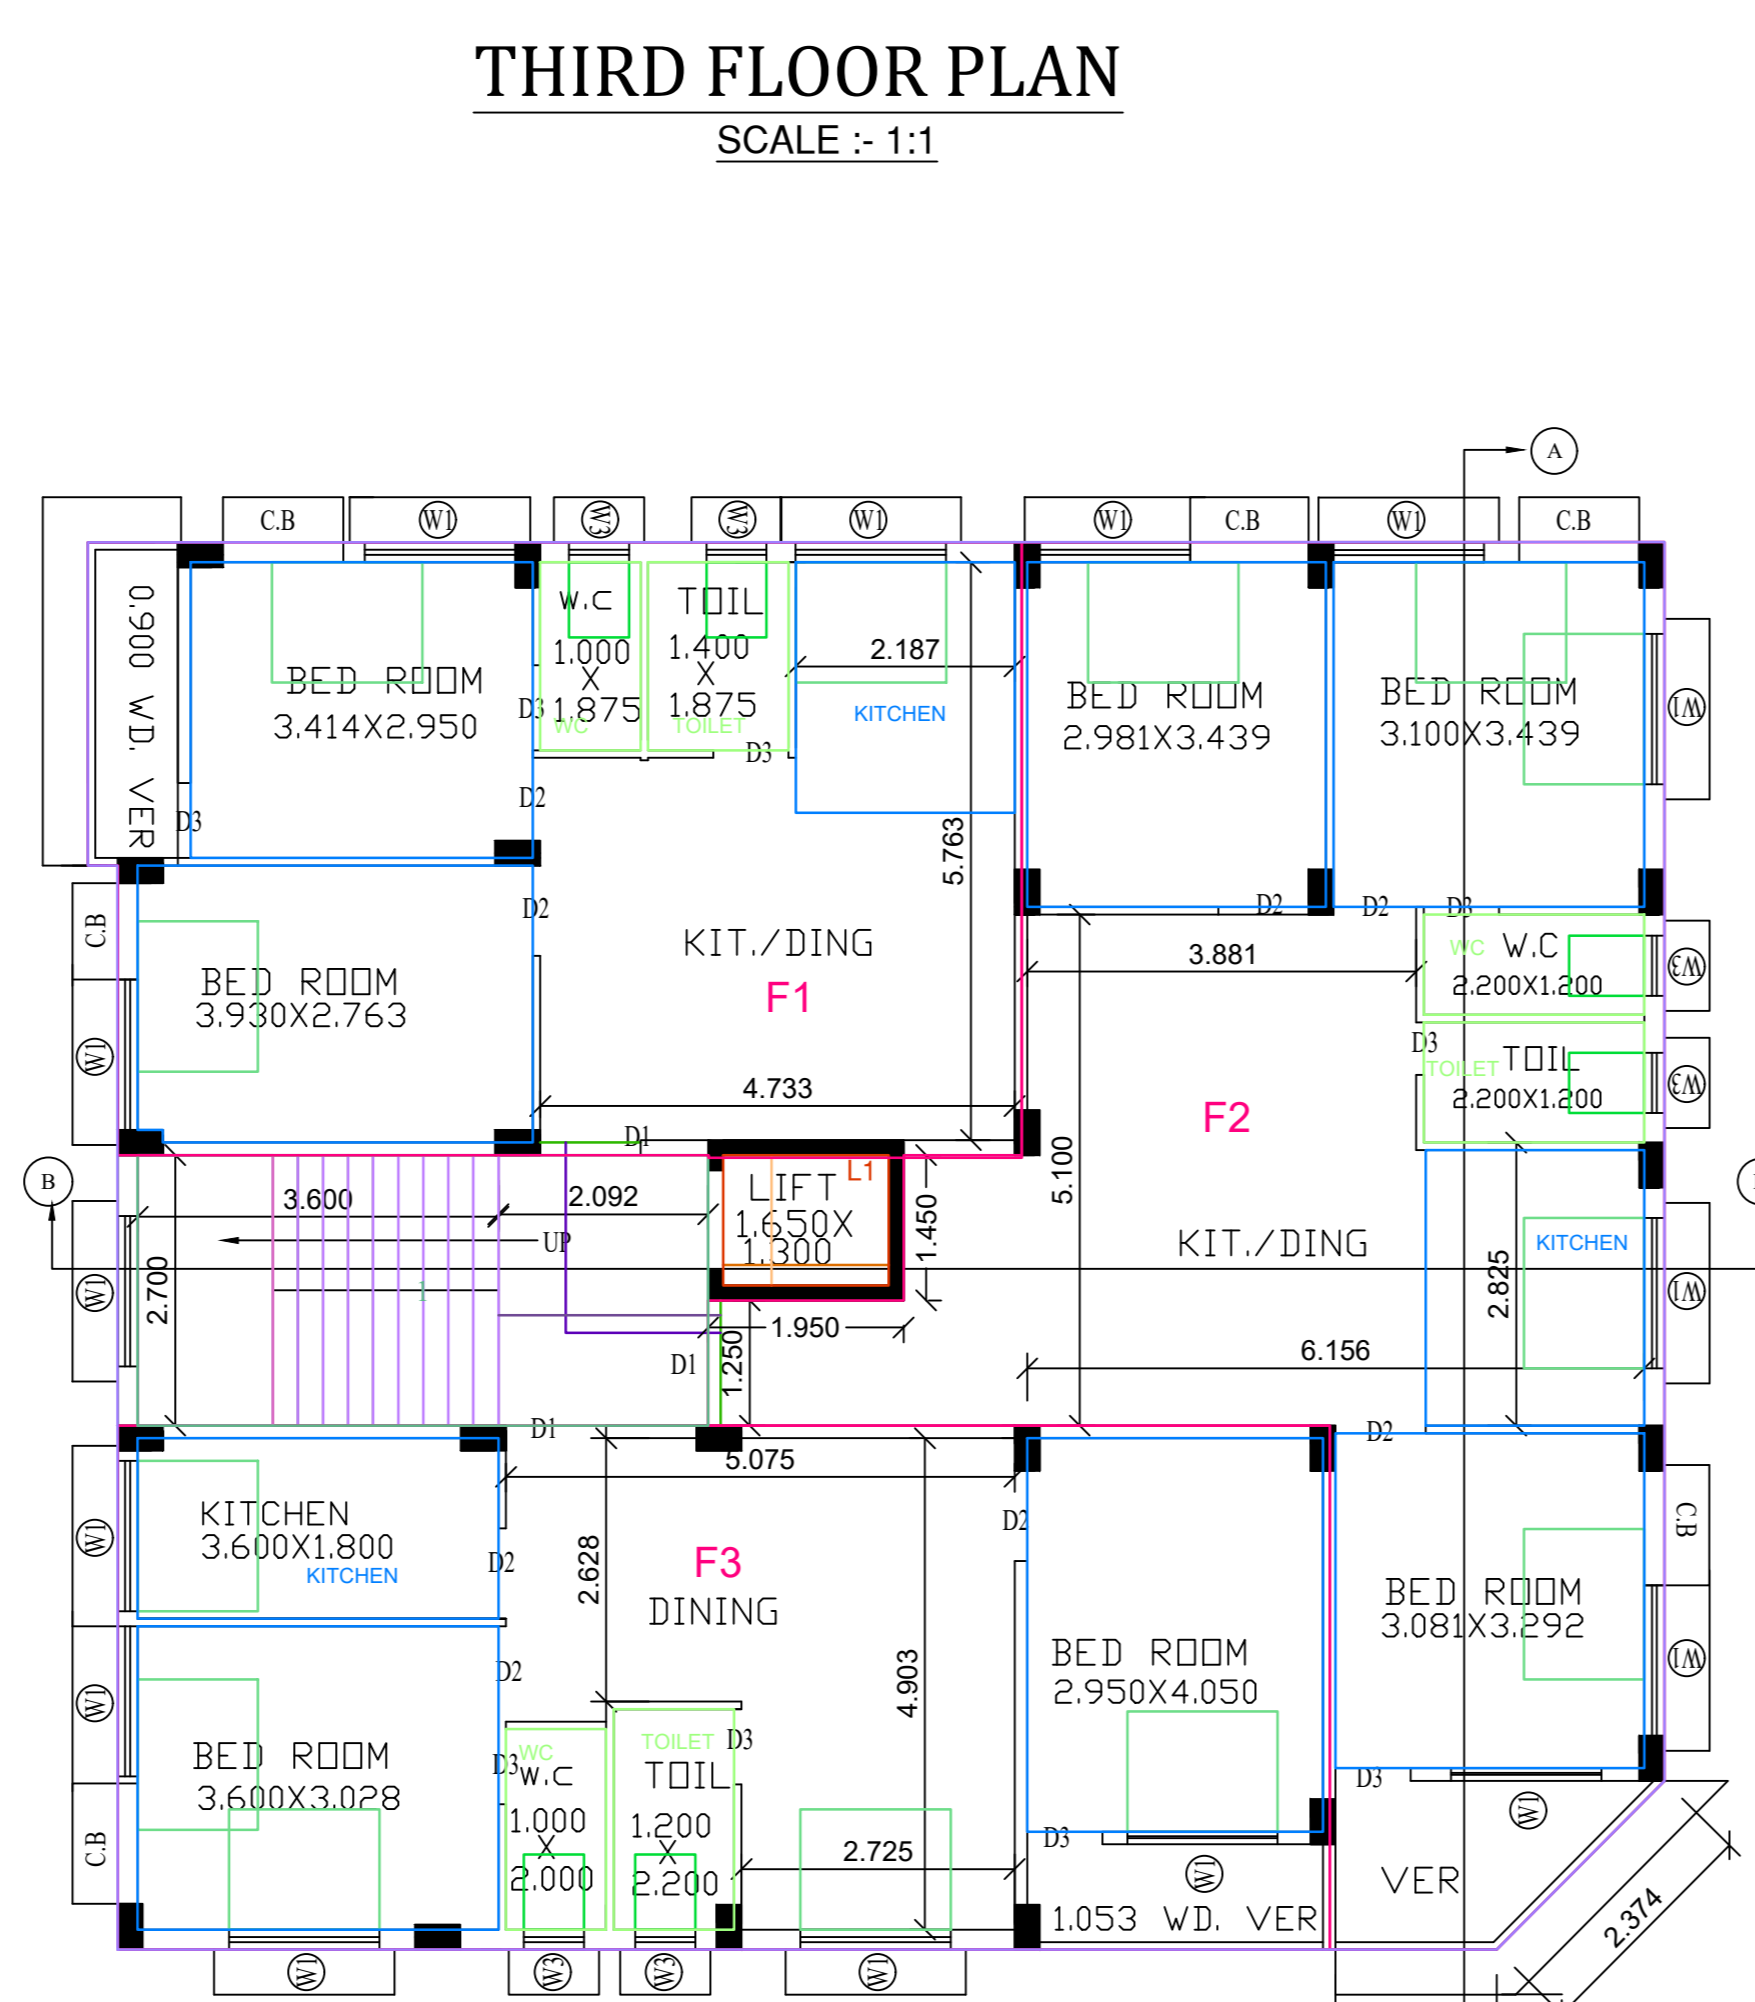 THIRD FLOOR PLAN
SCALE :- 1:1
A
C.B
W1
W3
W3
W1
W1
C.B
W1
C.B
0.900 WD. VER
BED ROOM
3.414X2.950
D3
D2
D3
W.C
1.000
X
1.875
WC
TOIL
1.400
X
1.875
TOILET
D3
2.187
KITCHEN
5.763
BED ROOM
2.981X3.439
BED ROOM
3.100X3.439
W1
C.B
W1
BED ROOM
3.930X2.763
D2
KIT./DING
F1
4.733
D1
D2
D2
D3
3.881
WC
W.C
2.200X1.200
W3
D3
TOILET
TOIL
2.200X1.200
W3
F2
5.100
KIT./DING
B
3.600
2.092
UP
1
2.700
W1
LIFT
L1
1.650X
1.300
1.450
1.950
1.250
D1
2.825
KITCHEN
W1
6.156
D1
5.075
D2
D2
KITCHEN
3.600X1.800
KITCHEN
W1
D2
2.628
F3
DINING
4.903
C.B
BED ROOM
3.081X3.292
W1
BED ROOM
2.950X4.050
W1
D2
BED ROOM
3.600X3.028
C.B
D3
WC
W.C
1.000
X
2.000
TOILET
TOIL
D3
1.200
X
2.200
2.725
D3
W1
1.053 WD. VER
D3
W1
VER
2.374
W1
W3
W3
W1